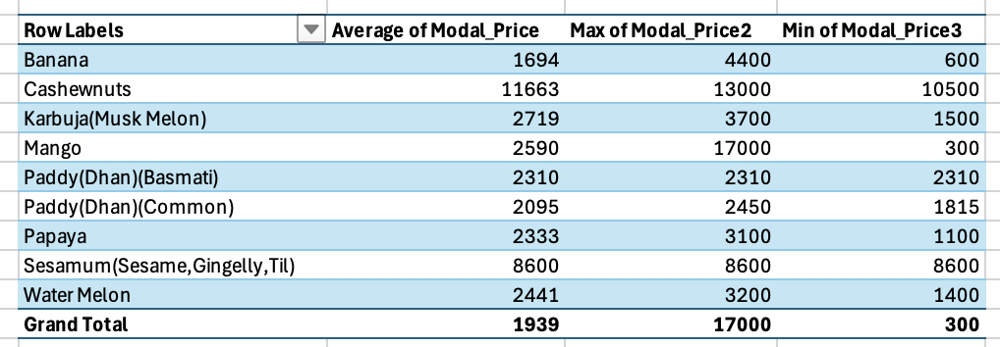 Row Labels Average of Modal_Price Max of Modal_Price2 Min of Modal_Price3
Banana 1694 4400 600
Cashewnuts 11663 13000 10500
Karbuja(Musk Melon) 2719 3700 1500
Mango 2590 17000 300
Paddy(Dhan)(Basmati) 2310 2310 2310
Paddy(Dhan)(Common) 2095 2450 1815
Papaya 2333 3100 1100
Sesamum(Sesame,Gingelly,Til) 8600 8600 8600
Water Melon 2441 3200 1400
Grand Total 1939 17000 300